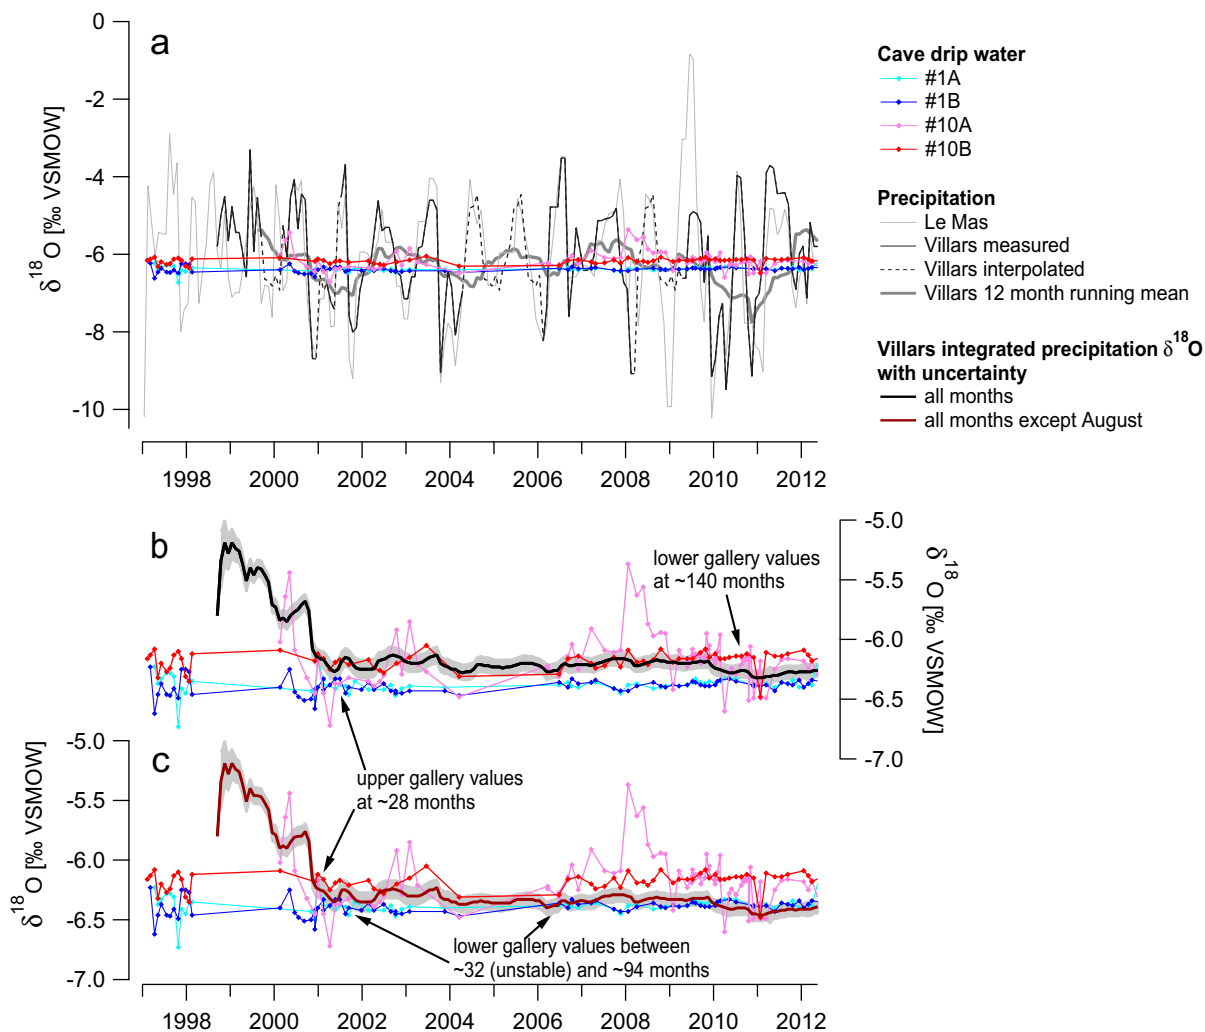 a
0
-2
-4
-6
-8
-10
δ18O [‰ VSMOW]
1998 2000 2002 2004 2006 2008 2010 2012
Cave drip water
#1A
#1B
#10A
#10B
Precipitation
Le Mas
Villars measured
Villars interpolated
Villars 12 month running mean
Villars integrated precipitation δ18O
with uncertainty
all months
all months except August
b
lower gallery values
at ~140 months
-5.0
-5.5
-6.0
-6.5
-7.0
δ18O [‰ VSMOW]
upper gallery values
at ~28 months
c
-5.0
-5.5
-6.0
-6.5
-7.0
δ18O [‰ VSMOW]
lower gallery values between
~32 (unstable) and ~94 months
1998 2000 2002 2004 2006 2008 2010 2012